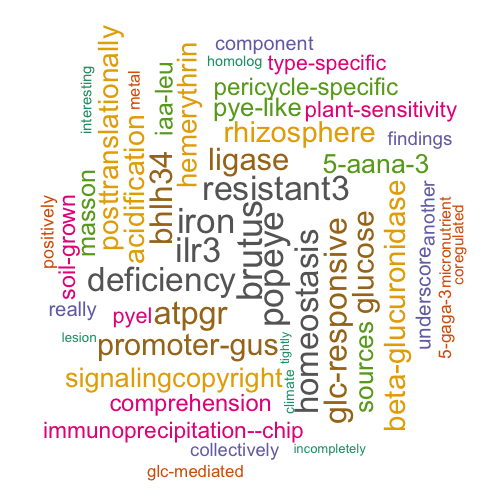 component
homolog
type-specific
pericycle-specific
pye-like
plant-sensitivity
rhizosphere
findings
interesting
posttranslationally
metal
acidification
iaa-leu
hemerythrin
ligase
5-aana-3
resistant3
masson
bhlh34
iron
ilr3
brutus
popeye
positively
soil-grown
deficiency
homeostasis
glc-responsive
glucose
beta-glucuronidase
underscore
another
5-gaga-3
micronutrient
coregulated
really
pyel
atpgr
lesion
promoter-gus
tightly
climate
sources
signalingcopyright
comprehension
immunoprecipitation--chip
collectively
incompletely
glc-mediated